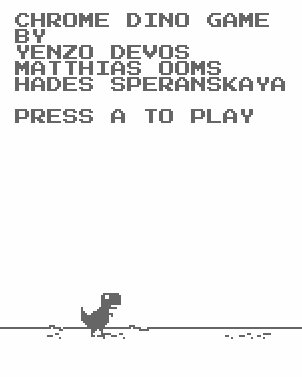 CHROME DINO GAME
BY
YENZO DEVOS
MATTHIAS OOMS
HADES SPERANSKAYA
PRESS A TO PLAY